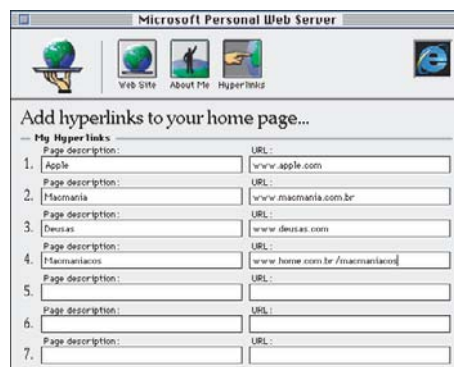 Microsoft Personal Web Server
Web Site About Me Hyperlinks
Add hyperlinks to your home page...
My Hyperlinks
Page description: URL:
1. Apple www.apple.com
Page description: URL:
2. Macmania www.macmania.com.br
Page description: URL:
3. Deusas www.deusas.com
Page description: URL:
4. Macmaniacos www.home.com.br/macmaniacos
Page description: URL:
5.
Page description: URL:
6.
Page description: URL:
7.